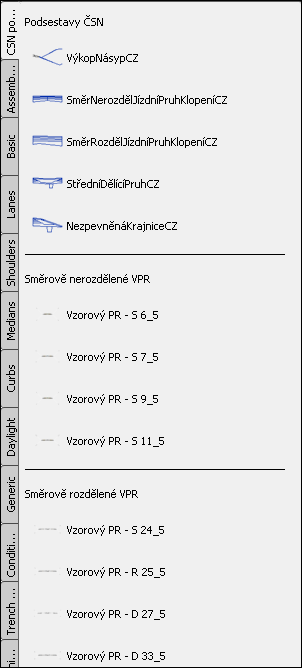 CSN po...
Assemb...
Basic
Lanes
Shoulders
Medians
Curbs
Daylight
Generic
Conditi...
Trench ...
Podsestavy ČSN
VýkopNásypCZ
SměrNerozdělJízdníPruhKlopeníCZ
SměrRozdělJízdníPruhKlopeníCZ
StředníDělícíPruhCZ
NezpevněnáKrajniceCZ
Směrově nerozdělené VPR
Vzorový PR - S 6_5
Vzorový PR - S 7_5
Vzorový PR - S 9_5
Vzorový PR - S 11_5
Směrově rozdělené VPR
Vzorový PR - S 24_5
Vzorový PR - R 25_5
Vzorový PR - D 27_5
Vzorový PR - D 33_5